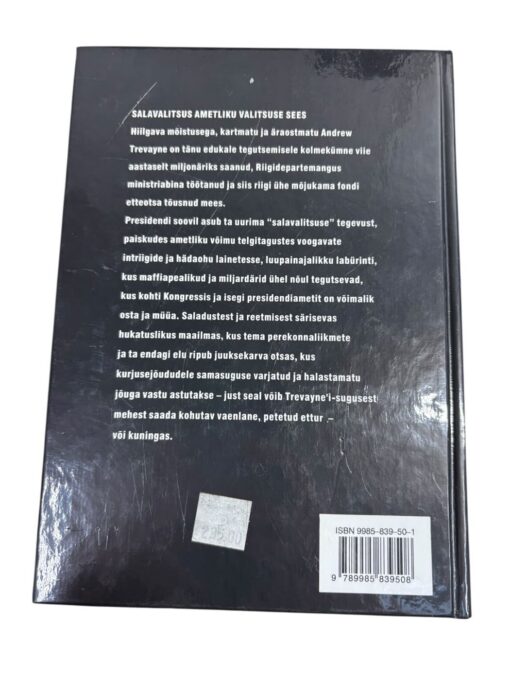 SALAVALITSUS AMETLIKU VALITSUSE SEES
Hiilgava mõistusega, kartmatu ja äraostmatu Andrew
Trevayne on tänu edukale tegutsemisele kolmekümne viie
aastaselt miljonäriks saanud, Riigidepartemangus
ministriabina töötanud ja siis riigi ühe mõjukama fondi
etteotsa tõusnud mees.
Presidendi soovil asub ta uurima "salavalitsuse" tegevust,
paiskudes ametliku võimu telgitagustes voogavate
intriigide ja hädaohu lainetesse, luupainajalikku labürinti,
kus maffiapealikud ja miljardärid ühel nõul tegutsevad,
kus kohti Kongressis ja isegi presidendiametit on võimalik
osta ja müüa. Saladustest ja reetmisest särisevas
hukatuslikus maailmas, kus tema perekonnaliikmete
ja ta endagi elu ripub juuksekarva otsas, kus
kurjusejõududele samasuguse varjatud ja halastamatu
jõuga vastu astutakse – just seal võib Trevayne'i-sugusest
mehest saada kohutav vaenlane, petetud ettur –
või kuningas.
295.00
ISBN 9985-839-50-1
9 789985 839508